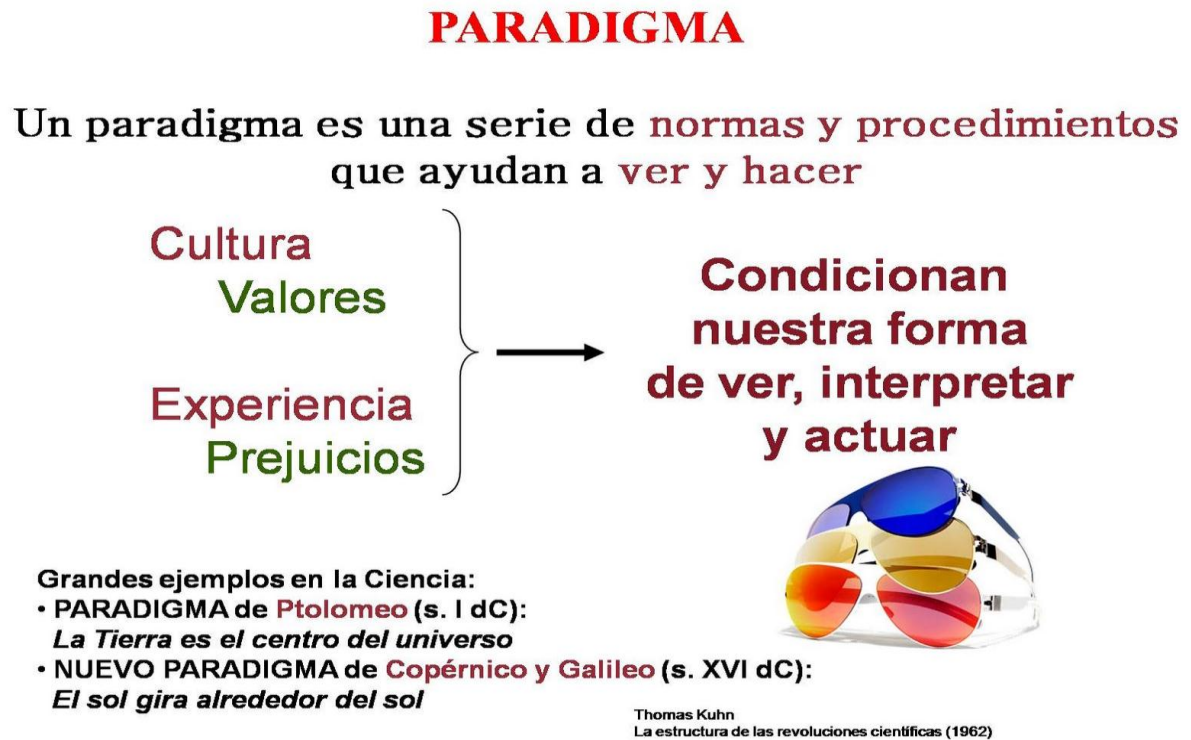 PARADIGMA
Un paradigma es una serie de normas y procedimientos
que ayudan a ver y hacer
Cultura
Valores
Experiencia
Prejuicios
Condicionan
nuestra forma
de ver, interpretar
y actuar
Grandes ejemplos en la Ciencia:
• PARADIGMA de Ptolomeo (s. I dC):
La Tierra es el centro del universo
• NUEVO PARADIGMA de Copérnico y Galileo (s. XVI dC):
El sol gira alrededor del sol
Thomas Kuhn
La estructura de las revoluciones científicas (1962)